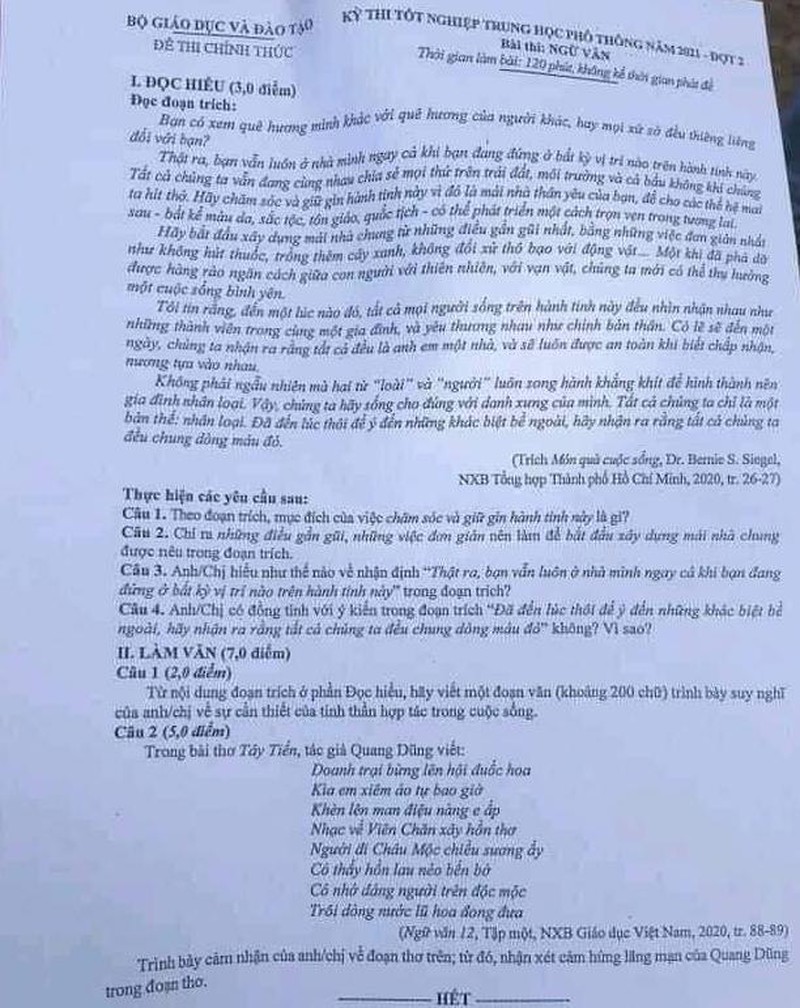 BỘ GIÁO DỤC VÀ ĐÀO TẠO
ĐỀ THI CHÍNH THỨC
KỲ THI TỐT NGHIỆP TRUNG HỌC PHỔ THÔNG NĂM 2021 - ĐỢT 2
Bài thi: NGỮ VĂN
Thời gian làm bài: 120 phút, không kể thời gian phát đề
I. ĐỌC HIỂU (3,0 điểm)
Đọc đoạn trích:
Bạn có xem quê hương mình khác với quê hương của người khác, hay mọi xứ sở đều thiêng liêng
đối với bạn?
Thật ra, bạn vẫn luôn ở nhà mình ngay cả khi bạn đang đứng ở bất kỳ vị trí nào trên hành tinh này.
Tất cả chúng ta vẫn đang cùng nhau chia sẻ mọi thứ trên trái đất, môi trường và cả bầu không khí chúng
ta hít thở. Hãy chăm sóc và giữ gìn hành tinh này vì đó là mái nhà thân yêu của bạn, để cho các thế hệ mai
sau - bất kể màu da, sắc tộc, tôn giáo, quốc tịch - có thể phát triển một cách trọn vẹn trong tương lai.
Hãy bắt đầu xây dựng mái nhà chung từ những điều gần gũi nhất, bằng những việc đơn giản nhất
như không hút thuốc, trồng thêm cây xanh, không đối xử thô bạo với động vật... Một khi đã phá dỡ
được hàng rào ngăn cách giữa con người với thiên nhiên, với vạn vật, chúng ta mới có thể thụ hưởng
một cuộc sống bình yên.
Tôi tin rằng, đến một lúc nào đó, tất cả mọi người sống trên hành tinh này đều nhìn nhận nhau như
những thành viên trong cùng một gia đình, và yêu thương nhau như chính bản thân. Có lẽ sẽ đến một
ngày, chúng ta nhận ra rằng tất cả đều là anh em một nhà, và sẽ luôn được an toàn khi biết chấp nhận,
nương tựa vào nhau.
Không phải ngẫu nhiên mà hai từ "loài" và "người" luôn song hành khăng khít để hình thành nên
gia đình nhân loại. Vậy, chúng ta hãy sống cho đúng với danh xưng của mình. Tất cả chúng ta chỉ là một
bản thể: nhân loại. Đã đến lúc thôi để ý đến những khác biệt bề ngoài, hãy nhận ra rằng tất cả chúng ta
đều chung dòng máu đỏ.
(Trích Món quà cuộc sống, Dr. Bernie S. Siegel,
NXB Tổng hợp Thành phố Hồ Chí Minh, 2020, tr. 26-27)
Thực hiện các yêu cầu sau:
Câu 1. Theo đoạn trích, mục đích của việc chăm sóc và giữ gìn hành tinh này là gì?
Câu 2. Chỉ ra những điều gần gũi, những việc đơn giản nên làm để bắt đầu xây dựng mái nhà chung
được nêu trong đoạn trích.
Câu 3. Anh/Chị hiểu như thế nào về nhận định "Thật ra, bạn vẫn luôn ở nhà mình ngay cả khi bạn đang
đứng ở bất kỳ vị trí nào trên hành tinh này" trong đoạn trích?
Câu 4. Anh/Chị có đồng tình với ý kiến trong đoạn trích "Đã đến lúc thôi để ý đến những khác biệt bề
ngoài, hãy nhận ra rằng tất cả chúng ta đều chung dòng máu đỏ" không? Vì sao?
II. LÀM VĂN (7,0 điểm)
Câu 1 (2,0 điểm)
Từ nội dung đoạn trích ở phần Đọc hiểu, hãy viết một đoạn văn (khoảng 200 chữ) trình bày suy nghĩ
của anh/chị về sự cần thiết của tinh thần hợp tác trong cuộc sống.
Câu 2 (5,0 điểm)
Trong bài thơ Tây Tiến, tác giả Quang Dũng viết:
Doanh trại bừng lên hội đuốc hoa
Kìa em xiêm áo tự bao giờ
Khèn lên man điệu nàng e ấp
Nhạc về Viên Chăn xây hồn thơ
Người đi Châu Mộc chiều sương ấy
Có thấy hồn lau nẻo bến bờ
Có nhớ dáng người trên độc mộc
Trôi dòng nước lũ hoa đong đưa
(Ngữ văn 12, Tập một, NXB Giáo dục Việt Nam, 2020, tr. 88-89)
Trình bày cảm nhận của anh/chị về đoạn thơ trên; từ đó, nhận xét cảm hứng lãng mạn của Quang Dũng
trong đoạn thơ.
HẾT